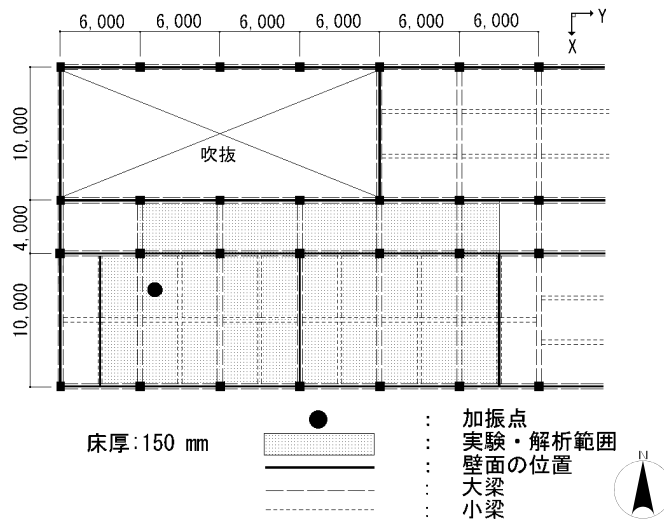 6,000 6,000 6,000 6,000 6,000 6,000
Y
X
10,000
吹抜
4,000
10,000
床厚:150 mm
: 加振点
: 実験・解析範囲
: 壁面の位置
: 大梁
: 小梁
N